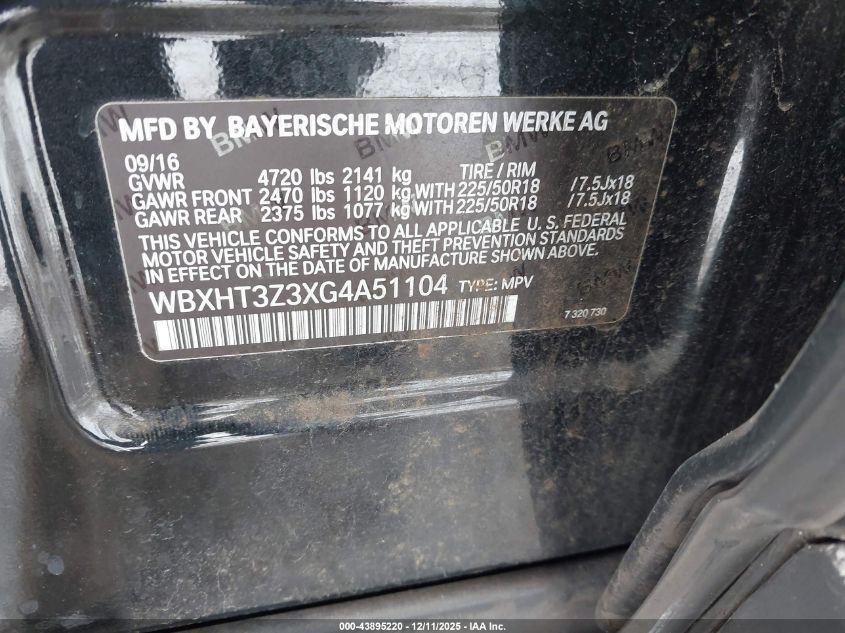 MFD BY BAYERISCHE MOTOREN WERKE AG
09/16 TIRE / RIM
GVWR 4720 lbs 2141 kg
GAWR FRONT 2470 lbs 1120 kg WITH 225/50R18 /7.5Jx18
GAWR REAR 2375 lbs 1077 kg WITH 225/50R18 /7.5Jx18
THIS VEHICLE CONFORMS TO ALL APPLICABLE U.S. FEDERAL
MOTOR VEHICLE SAFETY AND THEFT PREVENTION STANDARDS
IN EFFECT ON THE DATE OF MANUFACTURE SHOWN ABOVE.
WBXHT3Z3XG4A51104 TYPE: MPV
7 320 730
000-43895220 - 12/11/2025 - IAA Inc.